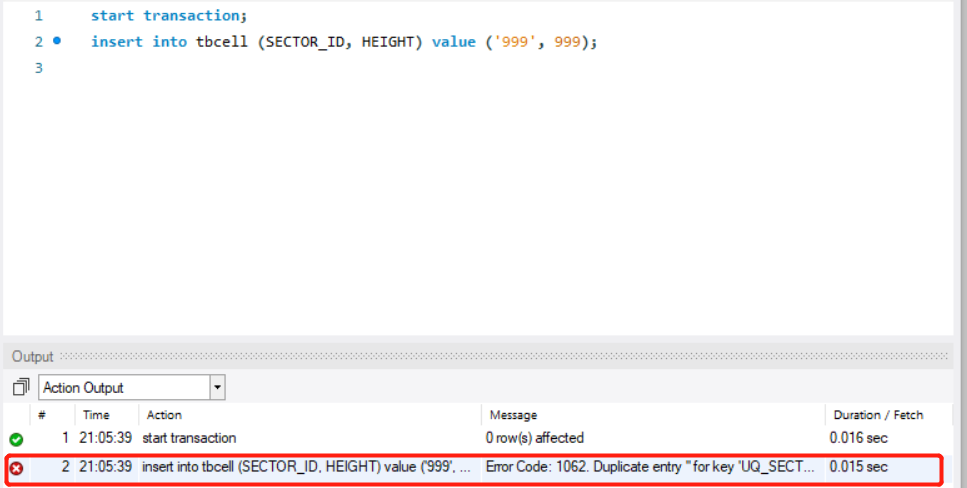 1 start transaction;
2 insert into tbcell (SECTOR_ID, HEIGHT) value ('999', 999);
3
Output
Action Output
# Time Action Message Duration / Fetch
1 21:05:39 start transaction 0 row(s) affected 0.016 sec
2 21:05:39 insert into tbcell (SECTOR_ID, HEIGHT) value ('999', ... Error Code: 1062. Duplicate entry '' for key 'UQ_SECT... 0.015 sec